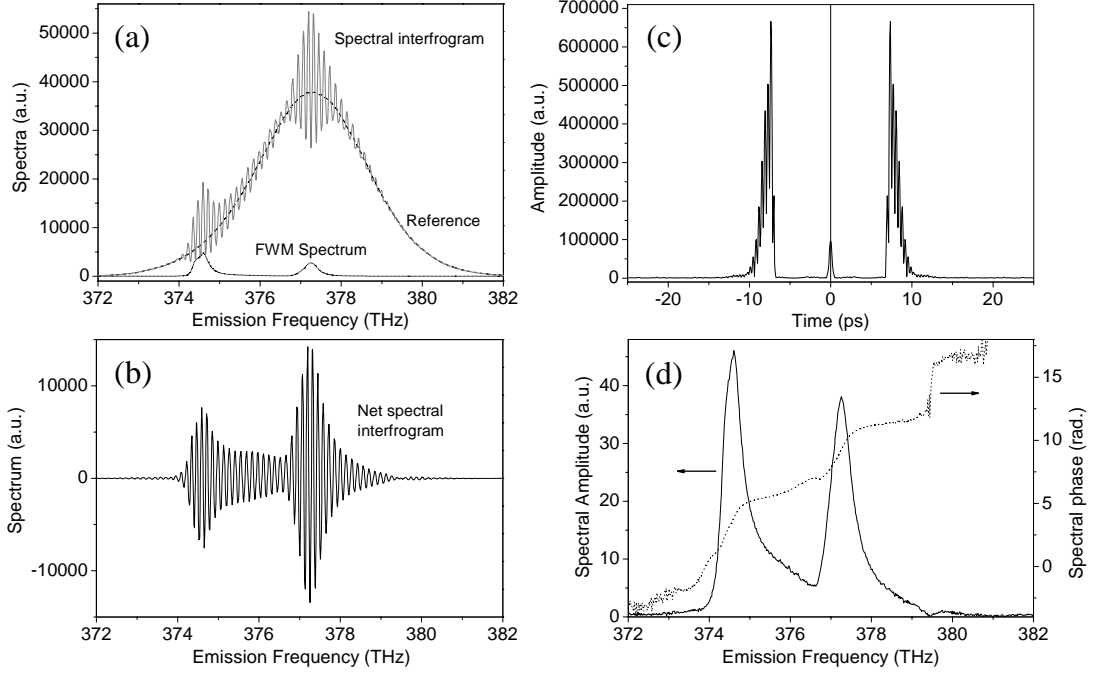 (a)
50000
40000
30000
20000
10000
0
Spectra (a.u.)
Spectral interfrogram
Reference
FWM Spectrum
372 374 376 378 380 382
Emission Frequency (THz)
(b)
10000
0
-10000
Spectrum (a.u.)
Net spectral
interfrogram
372 374 376 378 380 382
Emission Frequency (THz)
(c)
700000
600000
500000
400000
300000
200000
100000
0
Amplitude (a.u.)
-20 -10 0 10 20
Time (ps)
(d)
40
30
20
10
0
Spectral Amplitude (a.u.)
15
10
5
0
Spectral phase (rad.)
372 374 376 378 380 382
Emission Frequency (THz)